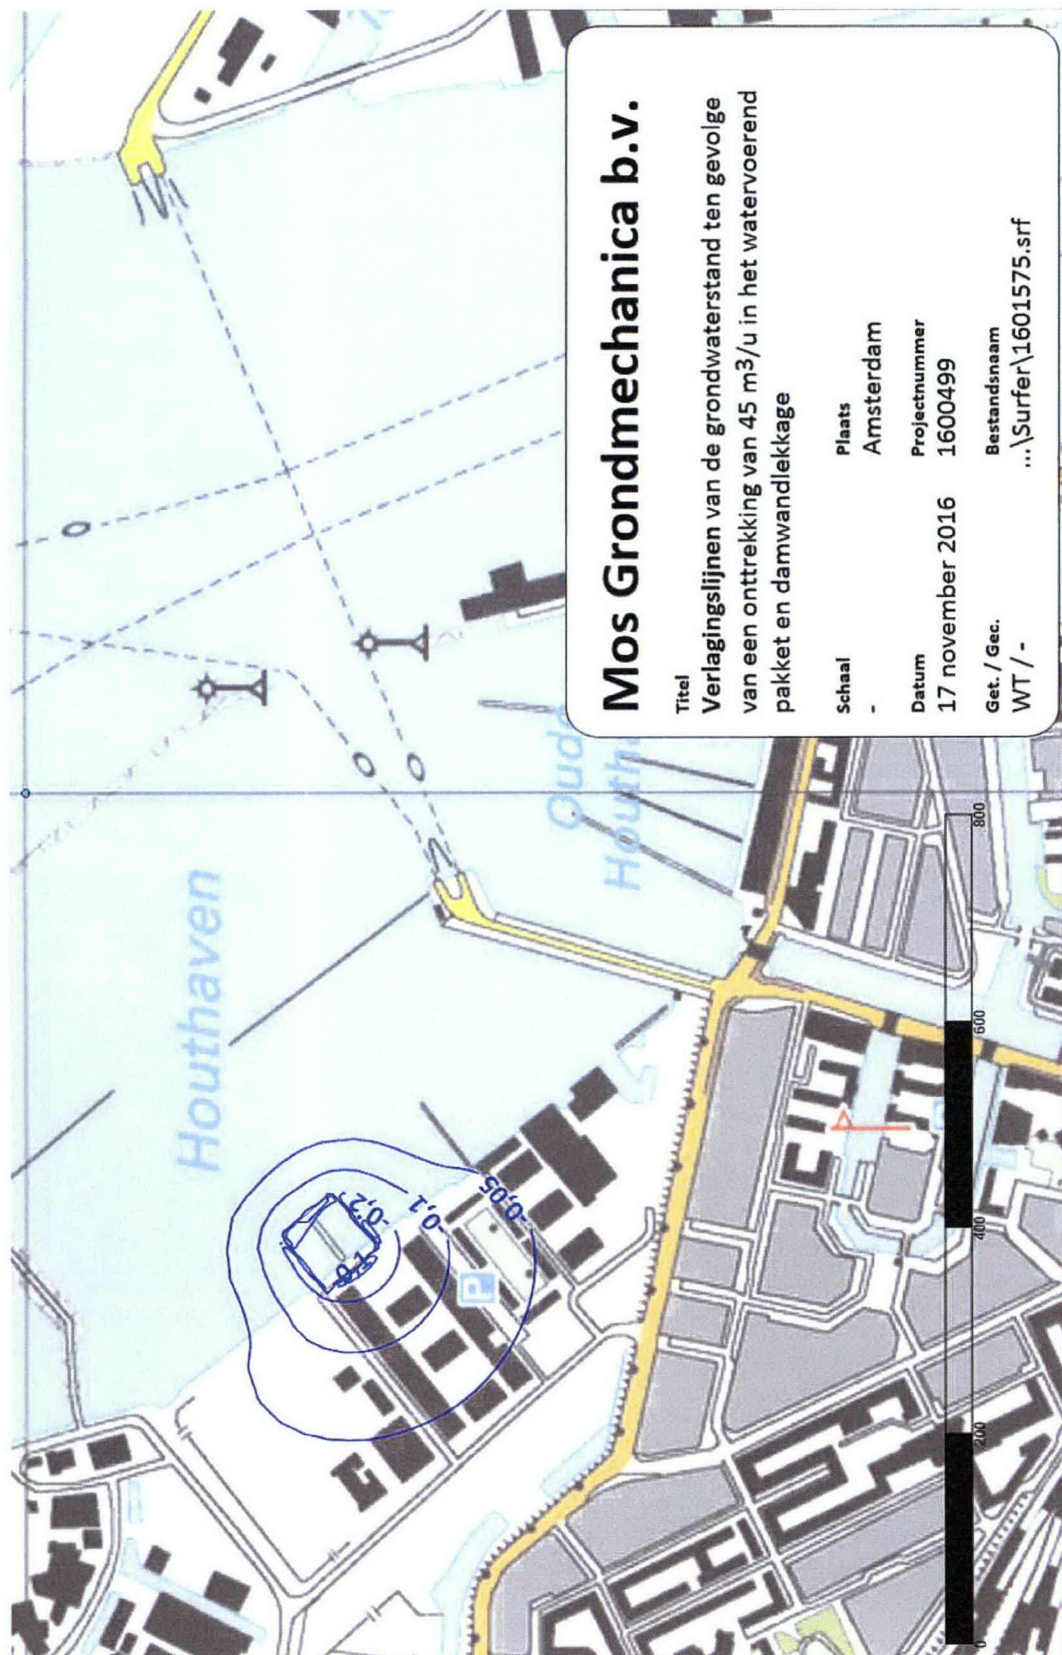 Mos Grondmechanica b.v.
Titel
Verlagingslijnen van de grondwaterstand ten gevolge
van een onttrekking van 45 m3/u in het watervoerend
pakket en damwandlekkage
Schaal
-
Plaats
Amsterdam
Datum
17 november 2016
Projectnummer
1600499
Get. / Gec.
WT / -
Bestandsnaam
...\Surfer\1601575.srf
Houthaven
Oude
Houtha
-0,2
-0,1
-0,05
P
0
200
400
600
800